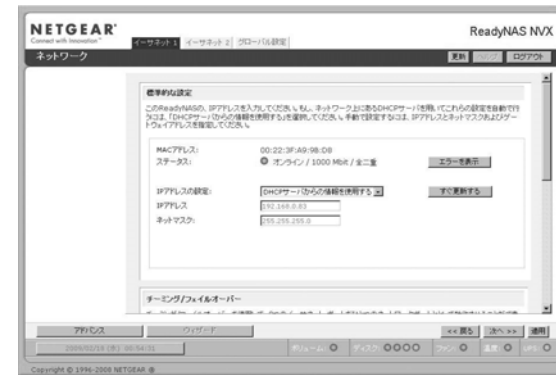 NETGEAR
Connect with Innovation
ReadyNAS NVX
イーサネット 1 イーサネット 2 グローバル設定
ネットワーク
更新 ヘルプ ログアウト
標準的な設定
このReadyNASの、IPアドレスを入力してください。もし、ネットワーク上にあるDHCPサーバを用いてこれらの設定を自動で行
うには、「DHCPサーバからの情報を使用する」を選択してください。手動で設定するには、IPアドレスとネットマスクおよびゲー
トウェイアドレスを指定してください。
MACアドレス: 00:22:3F:A9:98:D8
ステータス: オンライン / 1000 Mbit / 全二重 エラーを表示
IPアドレスの設定: DHCPサーバからの情報を使用する すぐ更新する
IPアドレス 192.168.0.83
ネットマスク: 255.255.255.0
チーミング/フェイルオーバー
アドバンス ウィザード << 戻る 次へ >> 適用
2009/02/18 (水) 00:54:31 ボリューム: ディスク: ファン: 温度: UPS:
Copyright © 1996-2008 NETGEAR ®